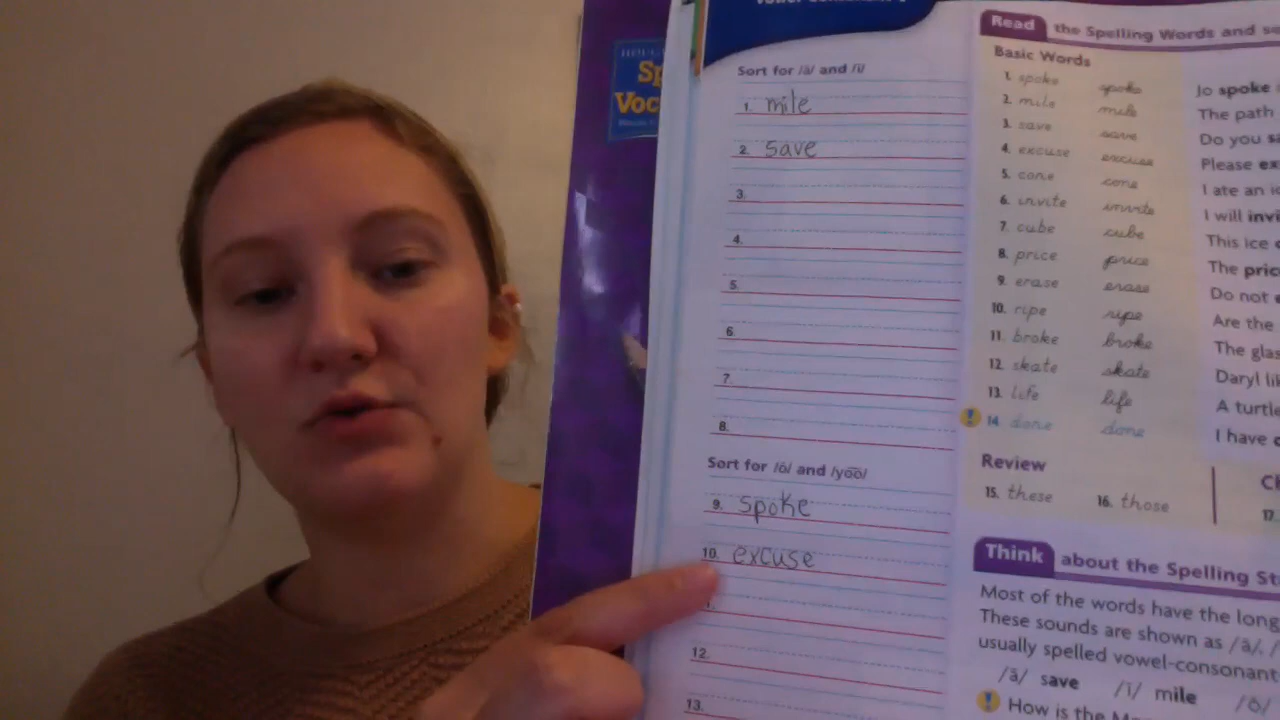 Sp
Voc
Sort for /ā/ and /ī/
1. mile
2. save
3.
4.
5.
6.
7.
8.
Sort for /ō/ and /yo͞o/
9. spoke
10. excuse
12.
13.
Read the Spelling Words and se
Basic Words
1. spoke spoke Jo spoke
2. mile mile The path
3. save save Do you s
4. excuse excuse Please ex
5. cone cone I ate an i
6. invite invite I will invi
7. cube cube This ice c
8. price price The pric
9. erase erase Do not e
10. ripe ripe Are the
11. broke broke The glas
12. skate skate Daryl li
13. life life A turtle
14. done done I have c
Review
15. these 16. those
17.
Think about the Spelling St
Most of the words have the long
These sounds are shown as /ā/, /
usually spelled vowel-consonant
/ā/ save /ī/ mile /ō/
How is the